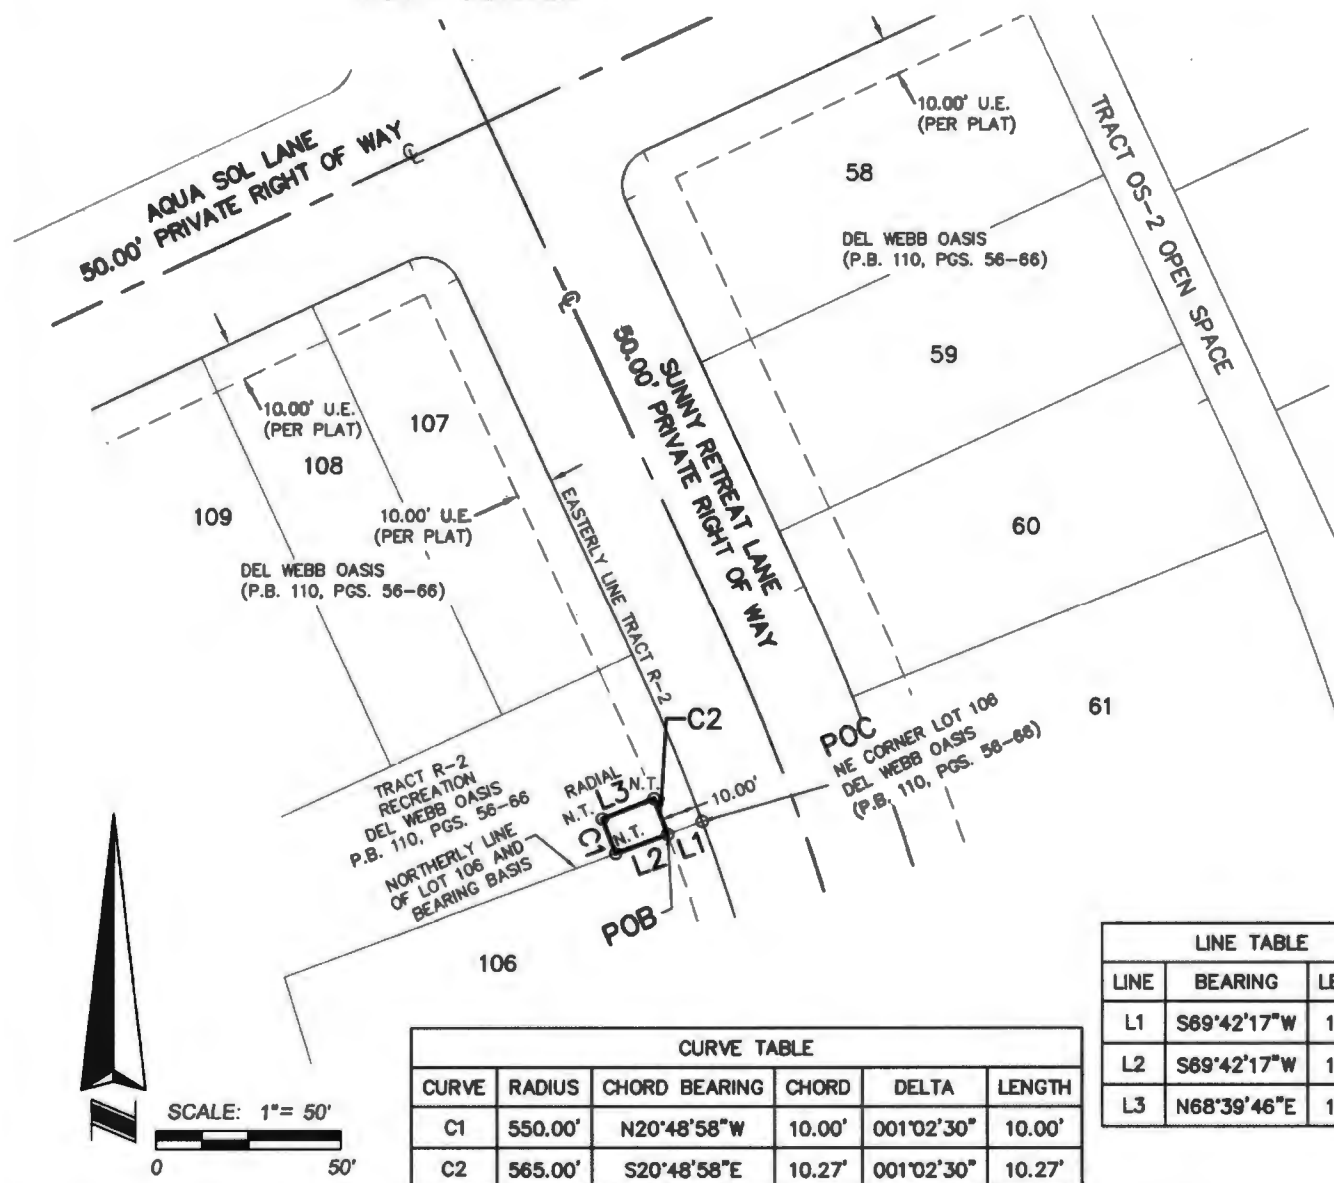 10.00' U.E.
(PER PLAT)
TRACT OS-2 OPEN SPACE
AQUA SOL LANE
50.00' PRIVATE RIGHT OF WAY
℄
58
DEL WEBB OASIS
(P.B. 110, PGS. 56-66)
℄
59
SUNNY RETREAT LANE
50.00' PRIVATE RIGHT OF WAY
10.00' U.E.
(PER PLAT)
107
108
109
10.00' U.E.
(PER PLAT)
EASTERLY LINE TRACT R-2
60
DEL WEBB OASIS
(P.B. 110, PGS. 56-66)
61
C2
POC
NE CORNER LOT 106
DEL WEBB OASIS
(P.B. 110, PGS. 56-66)
TRACT R-2
RECREATION
DEL WEBB OASIS
P.B. 110, PGS. 56-66
RADIAL
N.T.
L3
N.T.
10.00'
C1
N.T.
L2
L1
NORTHERLY LINE
OF LOT 106 AND
BEARING BASIS
POB
106
LINE TABLE
LINE BEARING
L1 S69°42'17"W
L2 S69°42'17"W
L3 N68°39'46"E
CURVE TABLE
CURVE RADIUS CHORD BEARING CHORD DELTA LENGTH
C1 550.00' N20°48'58"W 10.00' 001°02'30" 10.00'
C2 565.00' S20°48'58"E 10.27' 001°02'30" 10.27'
SCALE: 1"= 50'
0 50'